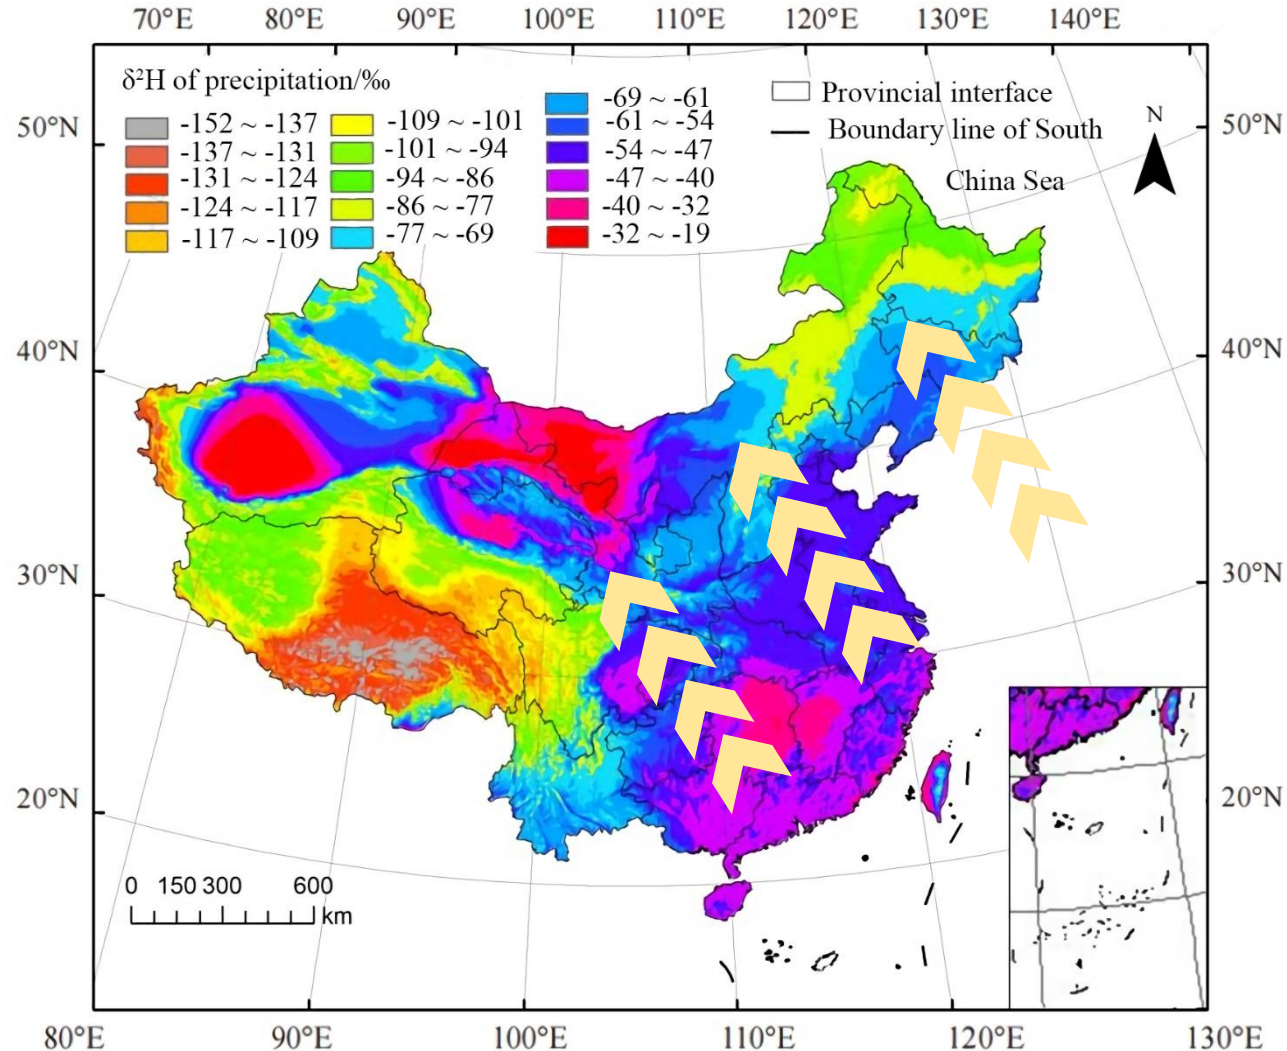 70°E 80°E 90°E 100°E 110°E 120°E 130°E 140°E
δ²H of precipitation/‰
-152 ~ -137
-137 ~ -131
-131 ~ -124
-124 ~ -117
-117 ~ -109
-109 ~ -101
-101 ~ -94
-94 ~ -86
-86 ~ -77
-77 ~ -69
-69 ~ -61
-61 ~ -54
-54 ~ -47
-47 ~ -40
-40 ~ -32
-32 ~ -19
Provincial interface
Boundary line of South
China Sea
N
50°N
40°N
30°N
20°N
50°N
40°N
30°N
20°N
0 150 300 600
km
80°E 90°E 100°E 110°E 120°E 130°E